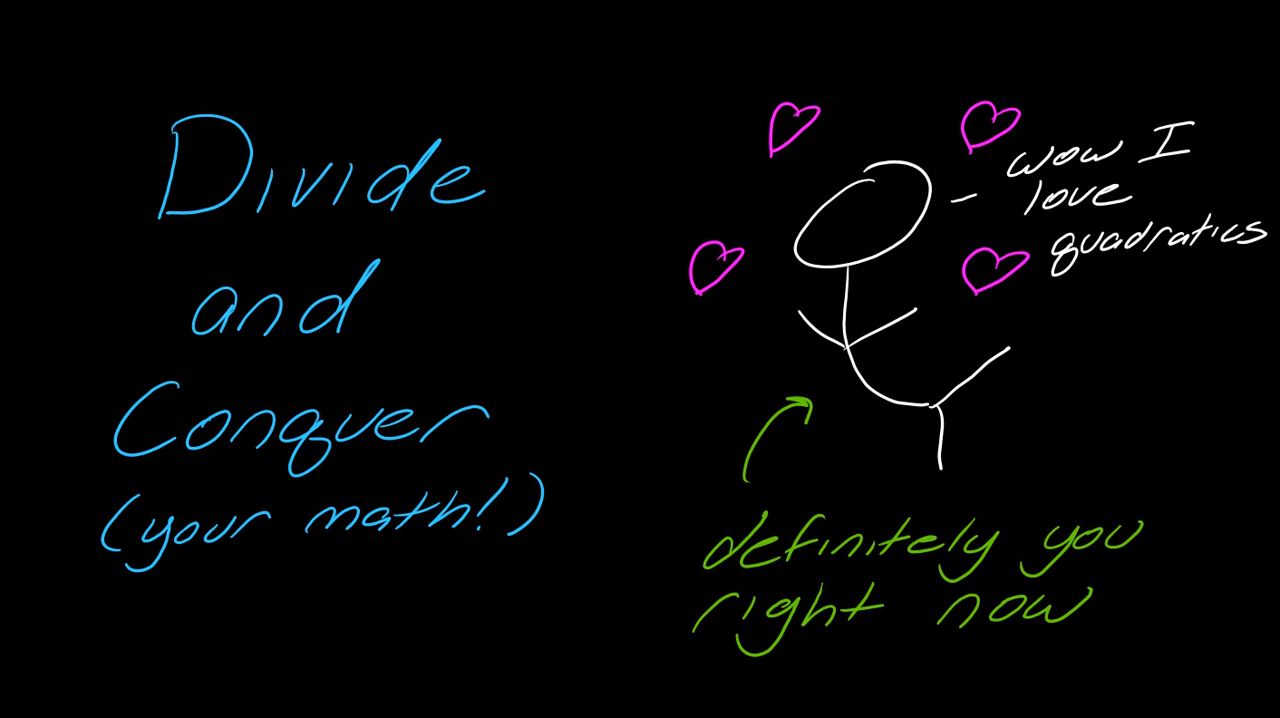 Divide
and
Conquer
(your math!)
wow I
love
quadratics
definitely you
right now